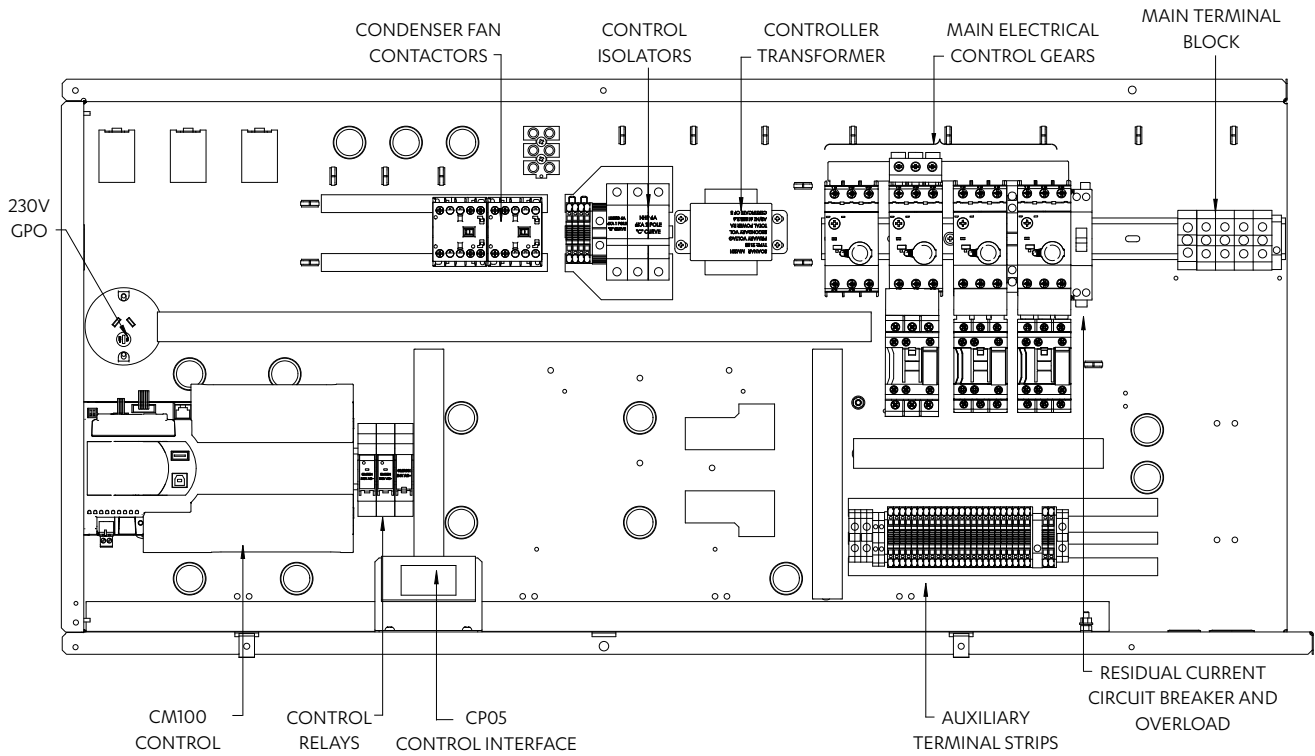 CONDENSER FAN
CONTACTORS
CONTROL
ISOLATORS
CONTROLLER
TRANSFORMER
MAIN ELECTRICAL
CONTROL GEARS
MAIN TERMINAL
BLOCK
230V
GPO
CM100
CONTROL
CONTROL
RELAYS
CP05
CONTROL INTERFACE
AUXILIARY
TERMINAL STRIPS
RESIDUAL CURRENT
CIRCUIT BREAKER AND
OVERLOAD